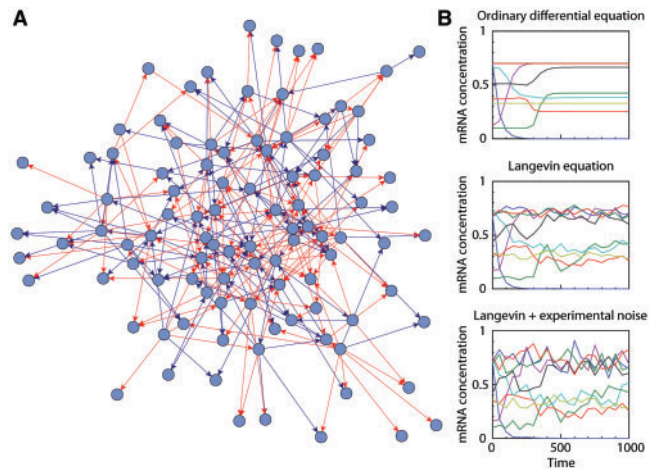 A
B
Ordinary differential equation
1
0.5
0
mRNA concentration
Langevin equation
1
0.5
0
mRNA concentration
Langevin + experimental noise
1
0.5
0
mRNA concentration
0 500 1000
Time